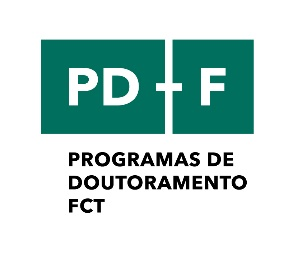 PD-F
PROGRAMAS DE
DOUTORAMENTO
FCT